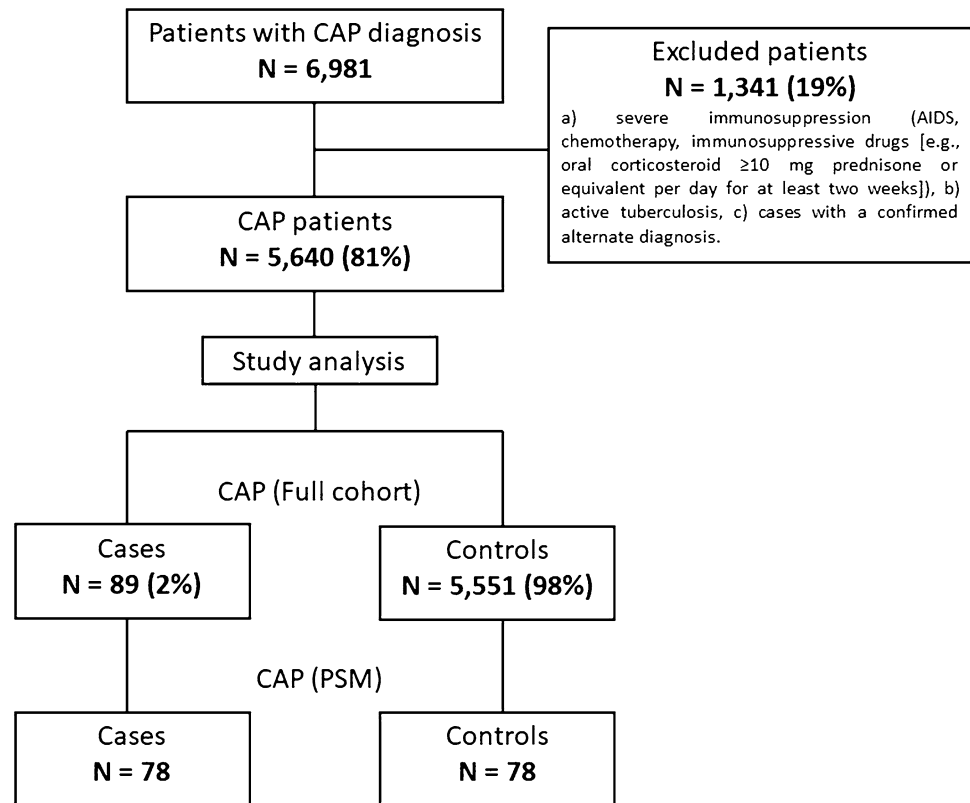 Patients with CAP diagnosis
N = 6,981
Excluded patients
N = 1,341 (19%)
a) severe immunosuppression (AIDS,
chemotherapy, immunosuppressive drugs [e.g.,
oral corticosteroid ≥10 mg prednisone or
equivalent per day for at least two weeks]), b)
active tuberculosis, c) cases with a confirmed
alternate diagnosis.
CAP patients
N = 5,640 (81%)
Study analysis
CAP (Full cohort)
Cases
N = 89 (2%)
Controls
N = 5,551 (98%)
CAP (PSM)
Cases
N = 78
Controls
N = 78